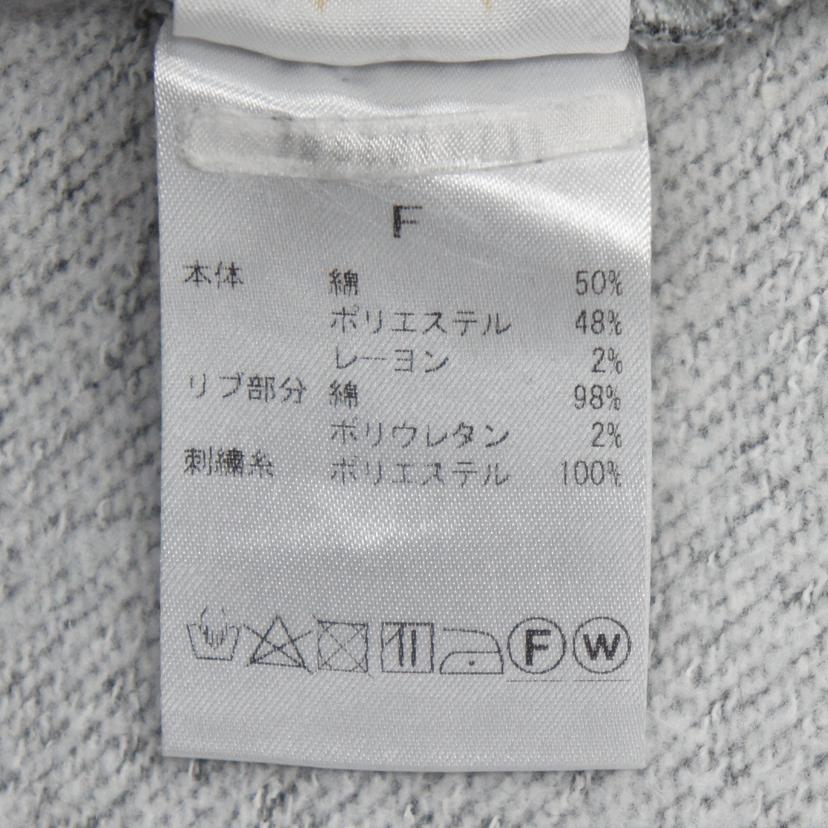 F
本体 綿 50%
ポリエステル 48%
レーヨン 2%
リブ部分 綿 98%
ポリウレタン 2%
刺繍糸 ポリエステル 100%
F W